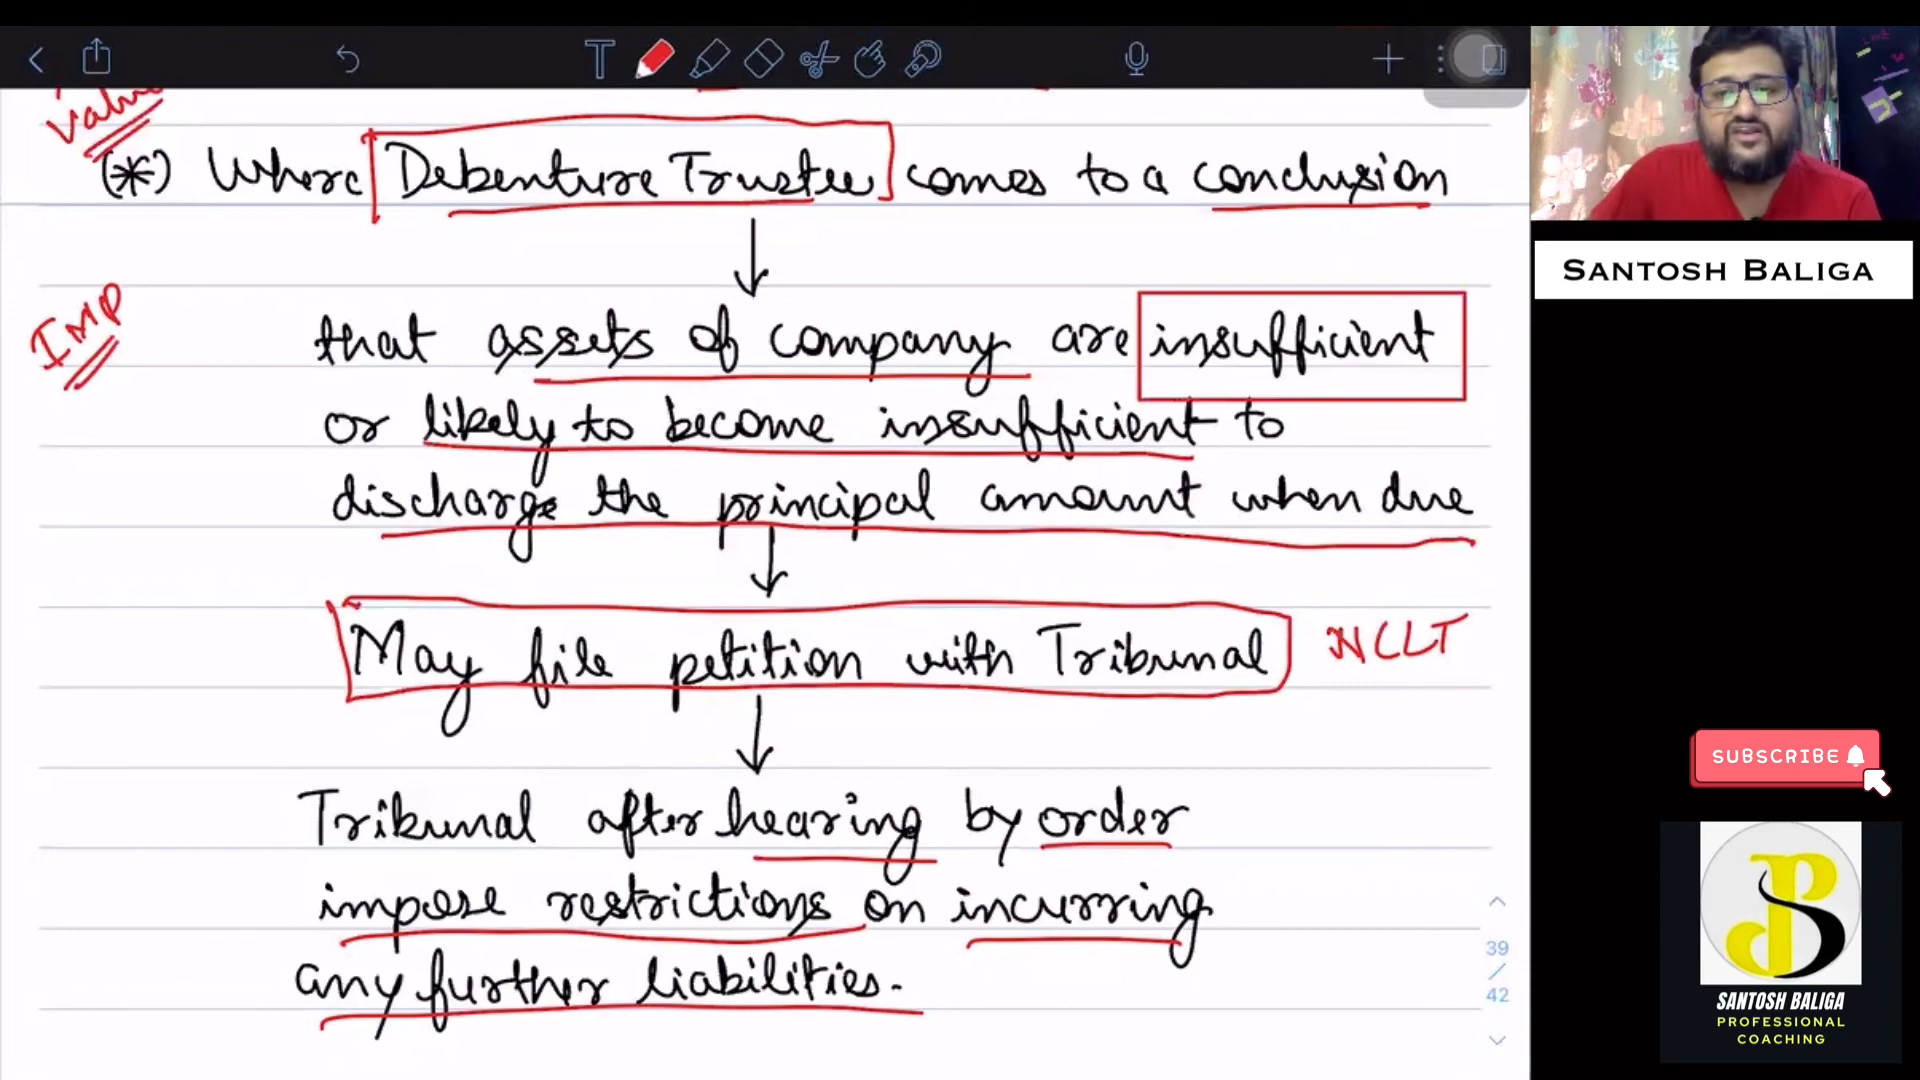 Value
(*) Where Debenture Trustee comes to a conclusion
IMP
that assets of company are insufficient
or likely to become insufficient to
discharge the principal amount when due
May file petition with Tribunal NCLT
Tribunal after hearing by order
impose restrictions on incurring
any further liabilities.
39
/
42
SANTOSH BALIGA
SUBSCRIBE
SANTOSH BALIGA
PROFESSIONAL
COACHING